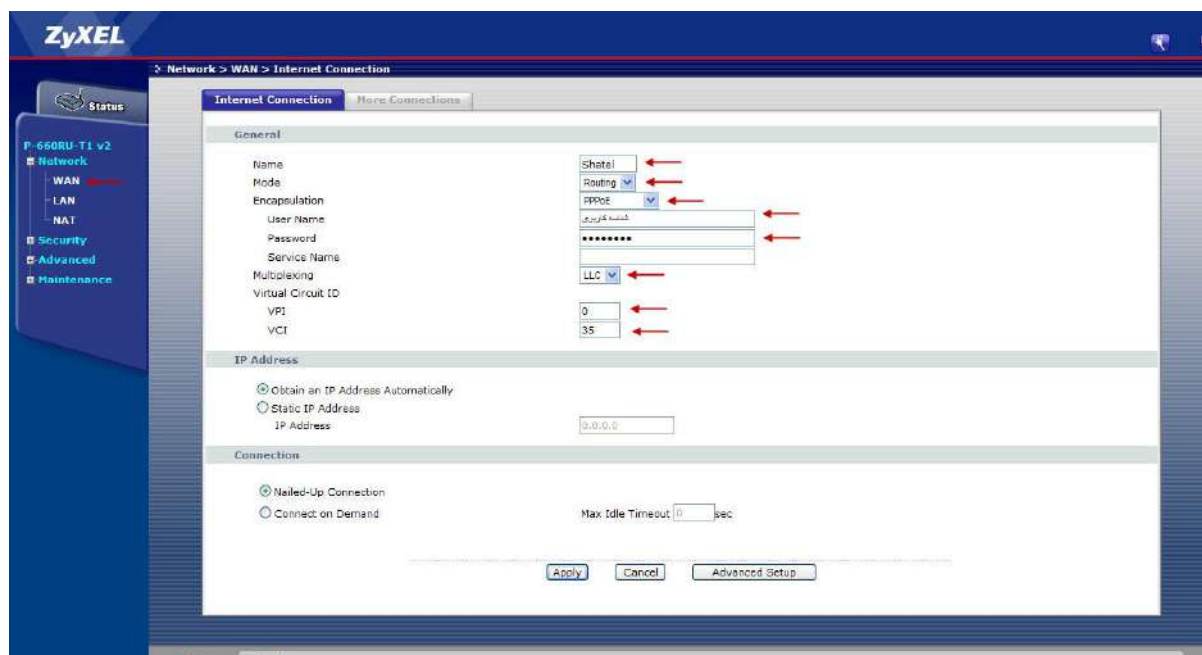 ZyXEL
> Network > WAN > Internet Connection
Status
P-660RU-T1 v2
Network
WAN
LAN
NAT
Security
Advanced
Maintenance
Internet Connection
More Connections
General
Name Shatel
Mode Routing
Encapsulation PPPoE
User Name شناسه کاربری
Password ••••••••
Service Name
Multiplexing LLC
Virtual Circuit ID
VPI 0
VCI 35
IP Address
Obtain an IP Address Automatically
Static IP Address
IP Address 0.0.0.0
Connection
Nailed-Up Connection
Connect on Demand Max Idle Timeout 0 sec
Apply Cancel Advanced Setup